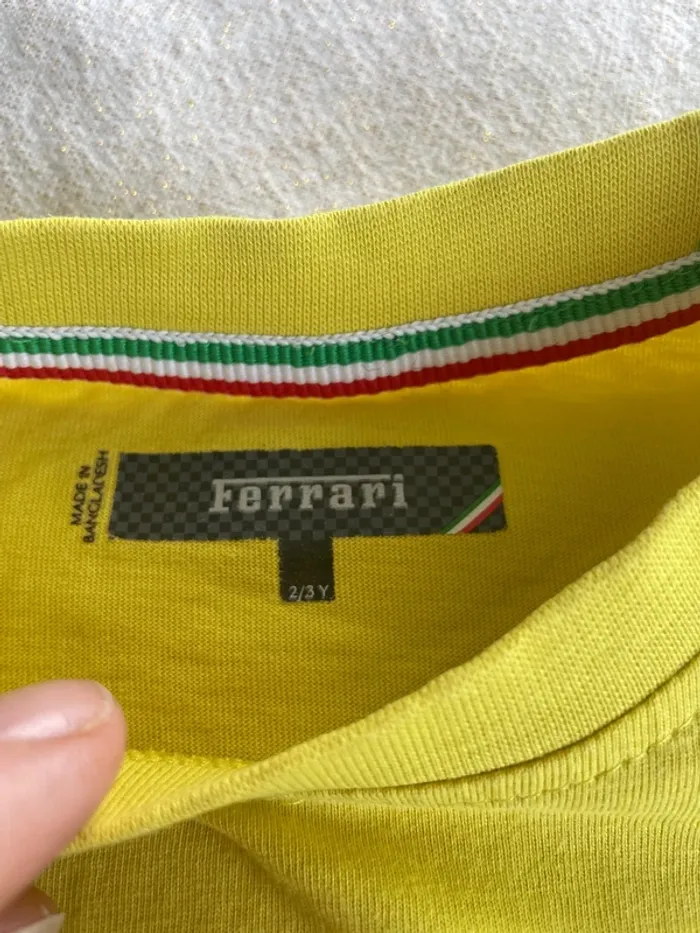 MADE IN
BANGLADESH
Ferrari
2/3 Y